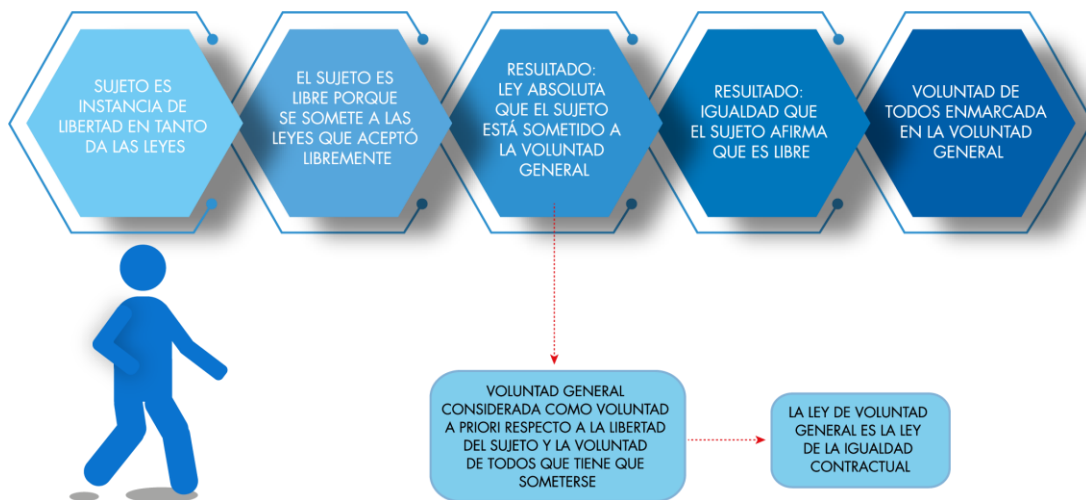 SUJETO ES
INSTANCIA DE
LIBERTAD EN TANTO
DA LAS LEYES
EL SUJETO ES
LIBRE PORQUE
SE SOMETE A LAS
LEYES QUE ACEPTÓ
LIBREMENTE
RESULTADO:
LEY ABSOLUTA
QUE EL SUJETO
ESTÁ SOMETIDO A
LA VOLUNTAD
GENERAL
RESULTADO:
IGUALDAD QUE
EL SUJETO AFIRMA
QUE ES LIBRE
VOLUNTAD DE
TODOS ENMARCADA
EN LA VOLUNTAD
GENERAL
VOLUNTAD GENERAL
CONSIDERADA COMO VOLUNTAD
A PRIORI RESPECTO A LA LIBERTAD
DEL SUJETO Y LA VOLUNTAD
DE TODOS QUE TIENE QUE
SOMETERSE
LA LEY DE VOLUNTAD
GENERAL ES LA LEY
DE LA IGUALDAD
CONTRACTUAL